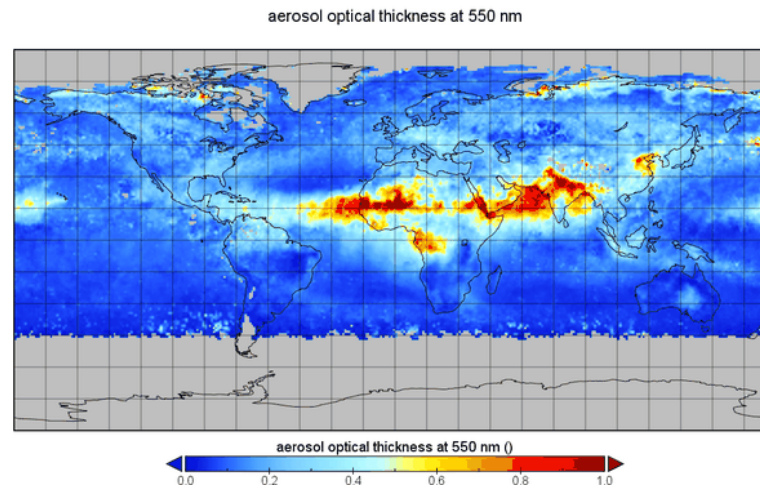 aerosol optical thickness at 550 nm
aerosol optical thickness at 550 nm ()
0.0 0.2 0.4 0.6 0.8 1.0